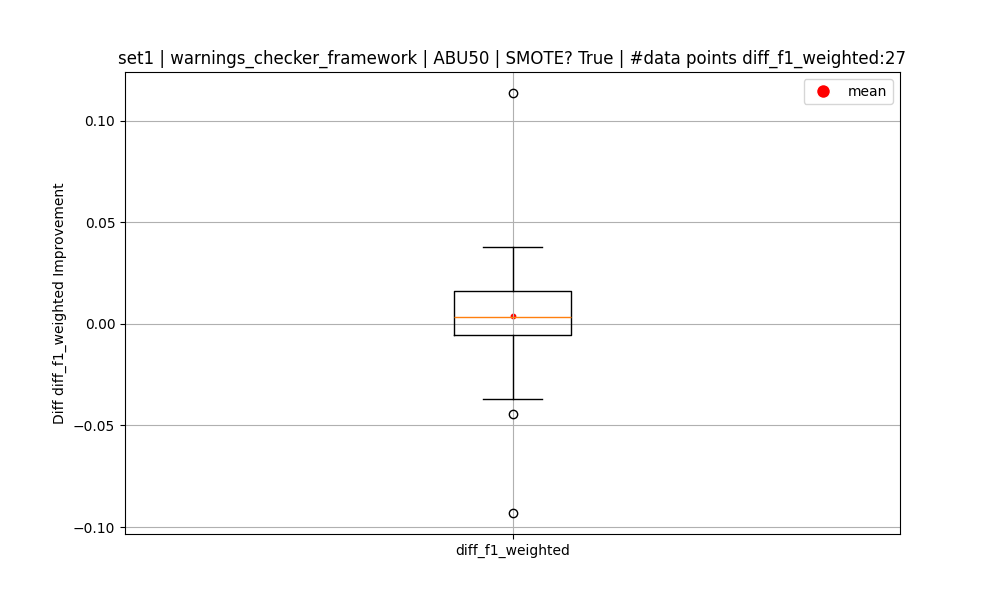 set1 | warnings_checker_framework | ABU50 | SMOTE? True | #data points diff_f1_weighted:27
mean
0.10
0.05
0.00
−0.05
−0.10
Diff diff_f1_weighted Improvement
diff_f1_weighted